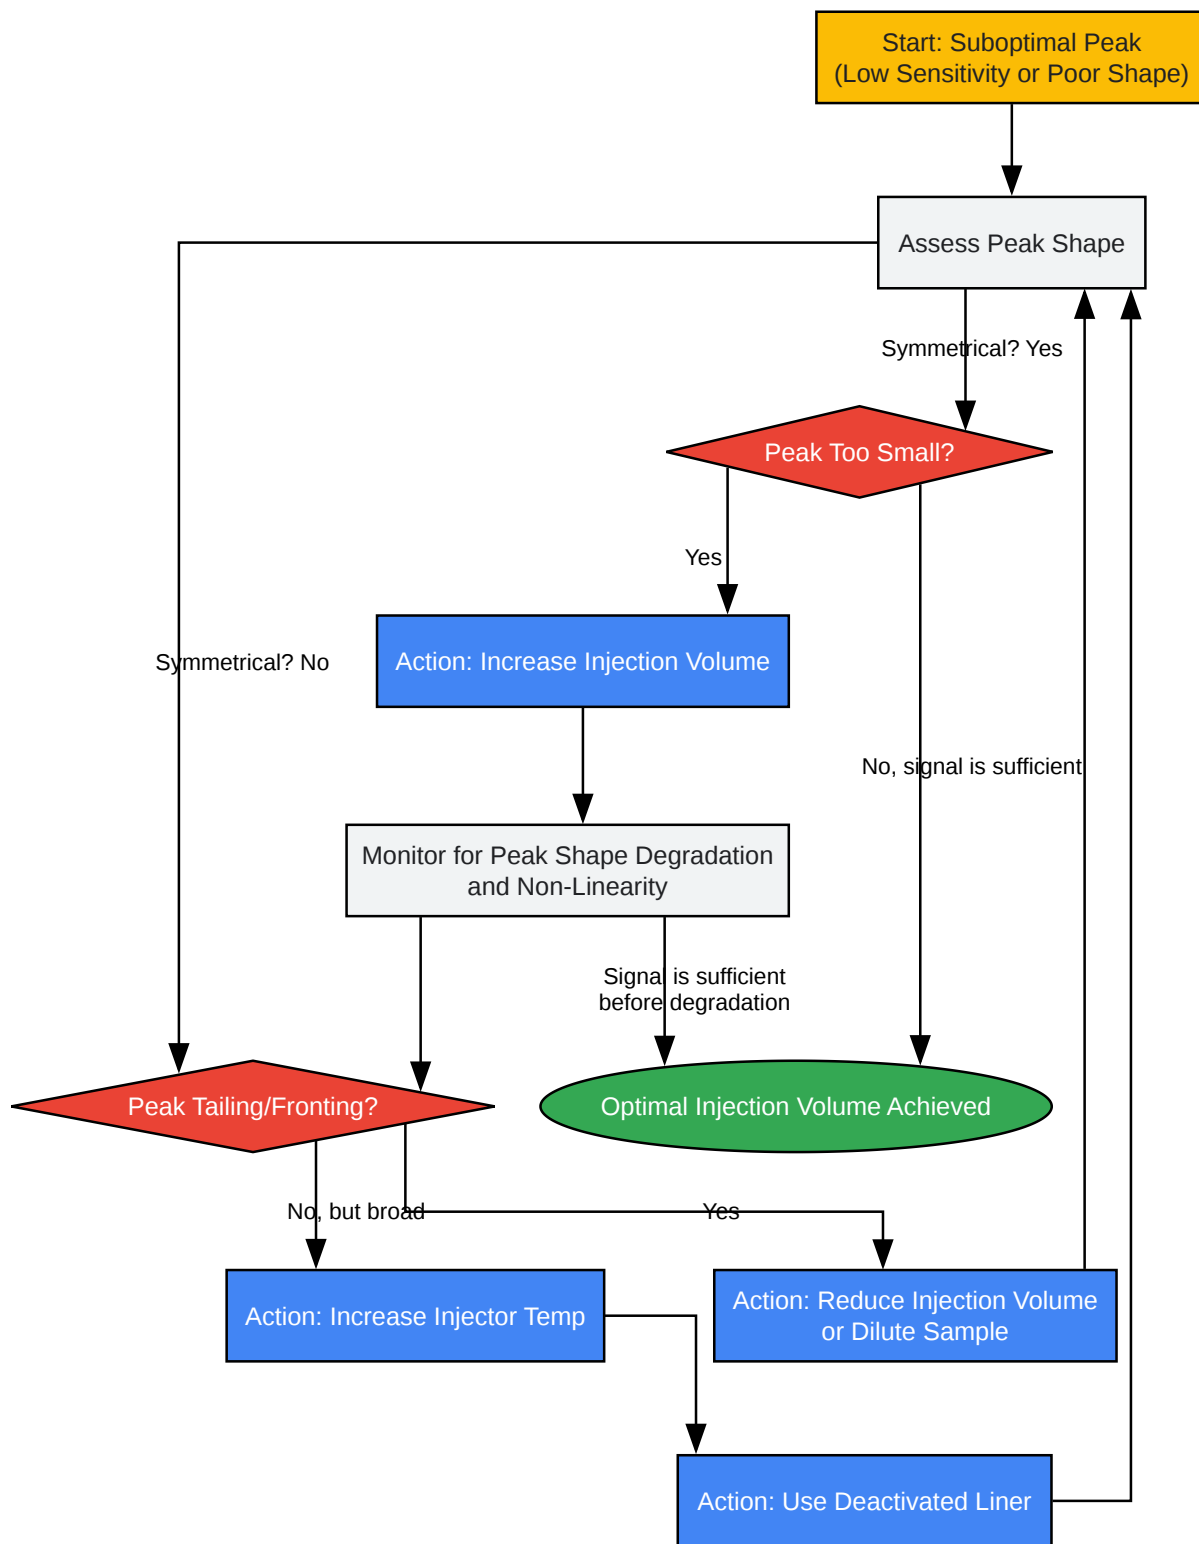 Start: Suboptimal Peak
(Low Sensitivity or Poor Shape)
Assess Peak Shape
Symmetrical? Yes
Peak Too Small?
Yes
Action: Increase Injection Volume
Symmetrical? No
No, signal is sufficient
Monitor for Peak Shape Degradation
and Non-Linearity
Signal is sufficient
before degradation
Peak Tailing/Fronting?
Optimal Injection Volume Achieved
No, but broad
Yes
Action: Increase Injector Temp
Action: Reduce Injection Volume
or Dilute Sample
Action: Use Deactivated Liner